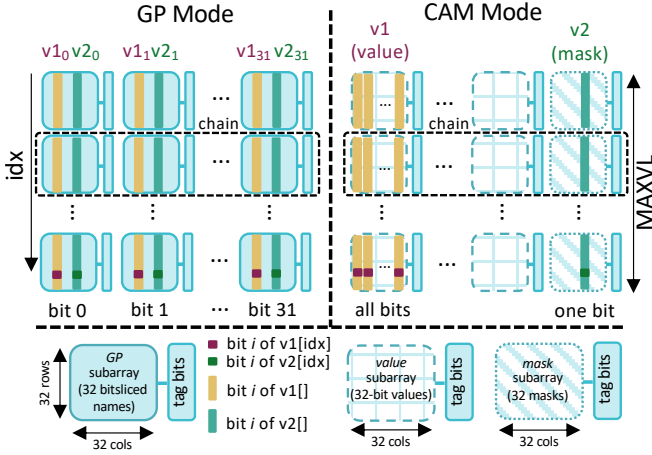 GP Mode
CAM Mode
v1₀ v2₀
v1₁ v2₁
v1₃₁ v2₃₁
v1
(value)
v2
(mask)
...
...
chain
chain
idx
MAXVL
...
...
bit 0
bit 1
...
bit 31
all bits
one bit
32 rows
GP
subarray
(32 bitsliced
names)
tag bits
32 cols
bit i of v1[idx]
bit i of v2[idx]
bit i of v1[]
bit i of v2[]
value
subarray
(32-bit values)
tag bits
32 cols
mask
subarray
(32 masks)
tag bits
32 cols